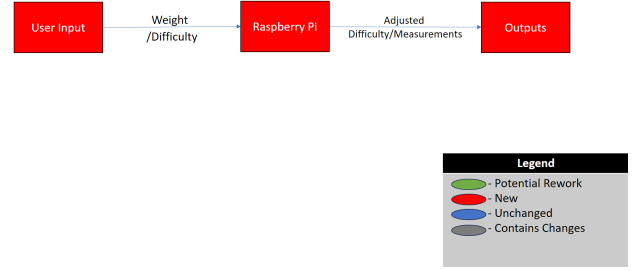 User Input
Weight
/Difficulty
Raspberry Pi
Adjusted
Difficulty/Measurements
Outputs
Legend
- Potential Rework
- New
- Unchanged
- Contains Changes